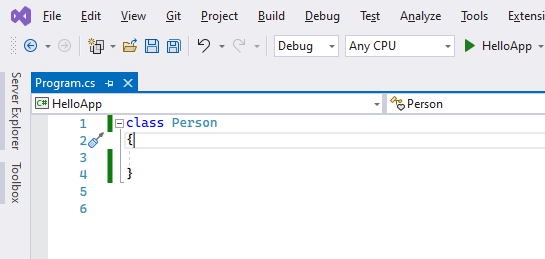 File Edit View Git Project Build Debug Test Analyze Tools Extensi
Debug Any CPU HelloApp
Server Explorer
Toolbox
Program.cs
C# HelloApp Person
1 class Person
2 {
3
4 }
5
6